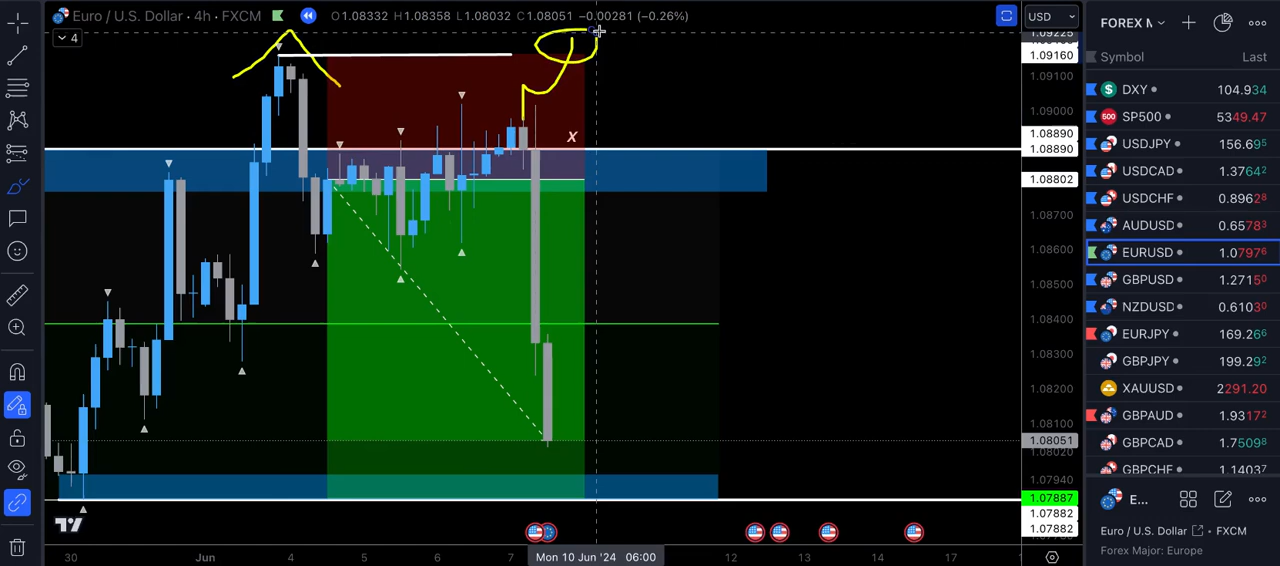 Euro / U.S. Dollar · 4h · FXCM O1.08332 H1.08358 L1.08032 C1.08051 −0.00281 (−0.26%)
4
X
USD
1.09225
1.09160
1.09100
1.09000
1.08890
1.08890
1.08802
1.08700
1.08600
1.08500
1.08400
1.08300
1.08200
1.08100
1.08051
1.08020
1.07940
1.07887
1.07882
1.07882
30 Jun 4 5 6 7 Mon 10 Jun '24 06:00 12 13 14 17
FOREX M
Symbol Last
DXY 104.934
SP500 5349.47
USDJPY 156.695
USDCAD 1.37642
USDCHF 0.89628
AUDUSD 0.65783
EURUSD 1.07976
GBPUSD 1.27150
NZDUSD 0.61030
EURJPY 169.266
GBPJPY 199.292
XAUUSD 2291.20
GBPAUD 1.93172
GBPCAD 1.75098
GBPCHF 1.14037
E...
Euro / U.S. Dollar · FXCM
Forex Major: Europe